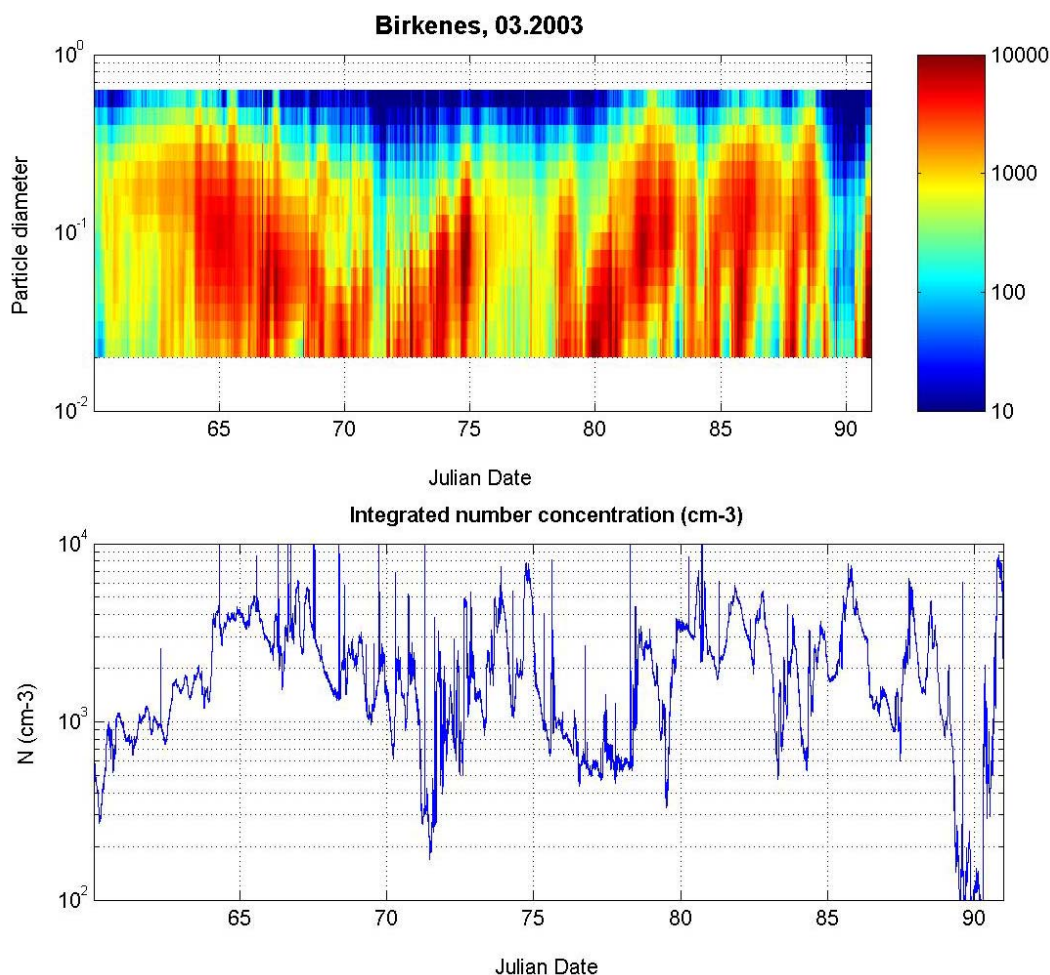 Birkenes, 03.2003
Particle diameter
10^0
10^-1
10^-2
65 70 75 80 85 90
Julian Date
10000
1000
100
10
Integrated number concentration (cm-3)
N (cm-3)
10^4
10^3
10^2
65 70 75 80 85 90
Julian Date